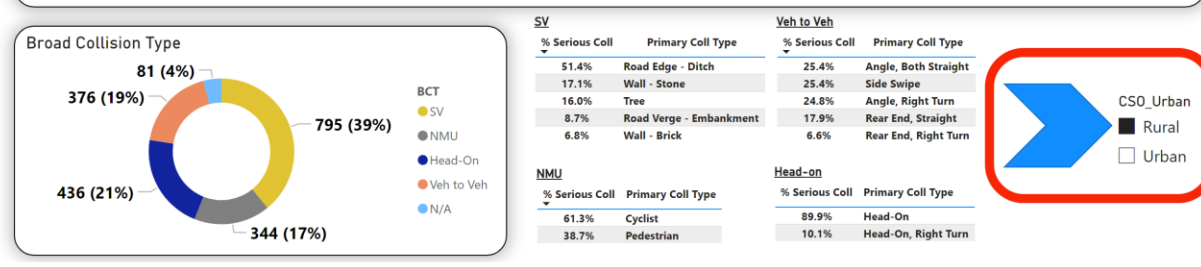 Broad Collision Type
81 (4%)
376 (19%)
795 (39%)
436 (21%)
344 (17%)
BCT
SV
NMU
Head-On
Veh to Veh
N/A
SV
% Serious Coll Primary Coll Type
51.4% Road Edge - Ditch
17.1% Wall - Stone
16.0% Tree
8.7% Road Verge - Embankment
6.8% Wall - Brick
Veh to Veh
% Serious Coll Primary Coll Type
25.4% Angle, Both Straight
25.4% Side Swipe
24.8% Angle, Right Turn
17.9% Rear End, Straight
6.6% Rear End, Right Turn
NMU
% Serious Coll Primary Coll Type
61.3% Cyclist
38.7% Pedestrian
Head-on
% Serious Coll Primary Coll Type
89.9% Head-On
10.1% Head-On, Right Turn
CSO_Urban
Rural
Urban